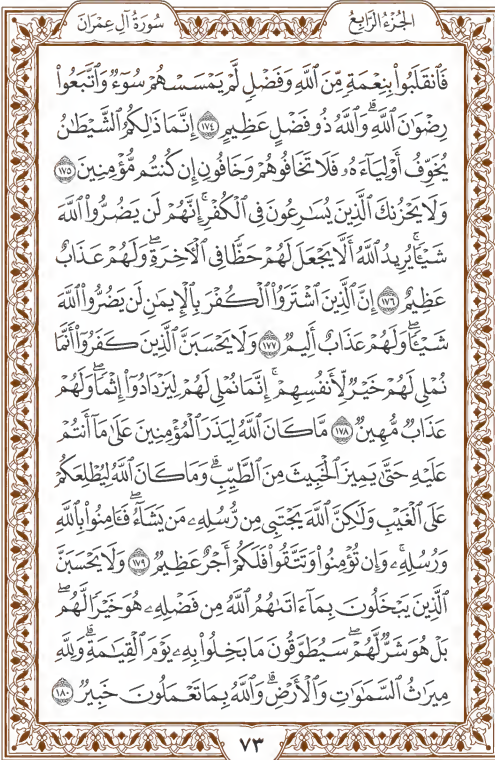 سُورَةُ آلِ عِمْرَانَ
الجُزْءُ الرَّابِعُ
فَٱنقَلَبُوا۟ بِنِعْمَةٍ مِّنَ ٱللَّهِ وَفَضْلٍ لَّمْ يَمْسَسْهُمْ سُوٓءٌ وَٱتَّبَعُوا۟
رِضْوَٰنَ ٱللَّهِ ۗ وَٱللَّهُ ذُو فَضْلٍ عَظِيمٍ ١٧٤ إِنَّمَا ذَٰلِكُمُ ٱلشَّيْطَٰنُ
يُخَوِّفُ أَوْلِيَآءَهُۥ فَلَا تَخَافُوهُمْ وَخَافُونِ إِن كُنتُم مُّؤْمِنِينَ ١٧٥
وَلَا يَحْزُنكَ ٱلَّذِينَ يُسَٰرِعُونَ فِى ٱلْكُفْرِ ۚ إِنَّهُمْ لَن يَضُرُّوا۟ ٱللَّهَ
شَيْـًٔا ۗ يُرِيدُ ٱللَّهُ أَلَّا يَجْعَلَ لَهُمْ حَظًّا فِى ٱلْـَٔاخِرَةِ ۖ وَلَهُمْ عَذَابٌ
عَظِيمٌ ١٧٦ إِنَّ ٱلَّذِينَ ٱشْتَرَوُا۟ ٱلْكُفْرَ بِٱلْإِيمَٰنِ لَن يَضُرُّوا۟ ٱللَّهَ
شَيْـًٔا ۖ وَلَهُمْ عَذَابٌ أَلِيمٌ ١٧٧ وَلَا يَحْسَبَنَّ ٱلَّذِينَ كَفَرُوٓا۟ أَنَّمَا
نُمْلِى لَهُمْ خَيْرٌ لِّأَنفُسِهِمْ ۚ إِنَّمَا نُمْلِى لَهُمْ لِيَزْدَادُوٓا۟ إِثْمًا ۖ وَلَهُمْ
عَذَابٌ مُّهِينٌ ١٧٨ مَّا كَانَ ٱللَّهُ لِيَذَرَ ٱلْمُؤْمِنِينَ عَلَىٰ مَآ أَنتُمْ
عَلَيْهِ حَتَّىٰ يَمِيزَ ٱلْخَبِيثَ مِنَ ٱلطَّيِّبِ ۗ وَمَا كَانَ ٱللَّهُ لِيُطْلِعَكُمْ
عَلَى ٱلْغَيْبِ وَلَٰكِنَّ ٱللَّهَ يَجْتَبِى مِن رُّسُلِهِۦ مَن يَشَآءُ ۖ فَـَٔامِنُوا۟ بِٱللَّهِ
وَرُسُلِهِۦ ۚ وَإِن تُؤْمِنُوا۟ وَتَتَّقُوا۟ فَلَكُمْ أَجْرٌ عَظِيمٌ ١٧٩ وَلَا يَحْسَبَنَّ
ٱلَّذِينَ يَبْخَلُونَ بِمَآ ءَاتَىٰهُمُ ٱللَّهُ مِن فَضْلِهِۦ هُوَ خَيْرًا لَّهُم ۖ
بَلْ هُوَ شَرٌّ لَّهُمْ ۖ سَيُطَوَّقُونَ مَا بَخِلُوا۟ بِهِۦ يَوْمَ ٱلْقِيَٰمَةِ ۗ وَلِلَّهِ
مِيرَٰثُ ٱلسَّمَٰوَٰتِ وَٱلْأَرْضِ ۗ وَٱللَّهُ بِمَا تَعْمَلُونَ خَبِيرٌ ١٨٠
٧٣